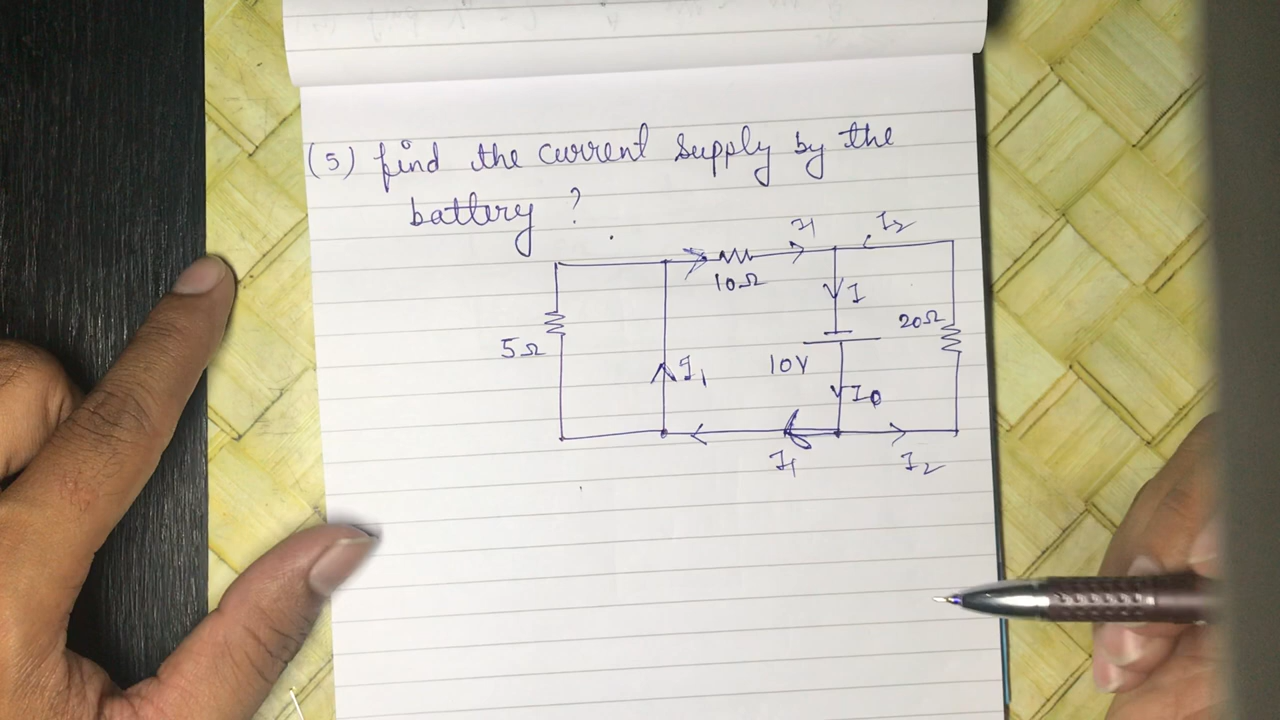 (5) find the current supply by the
battery ?
I1
I2
10Ω
I
20Ω
5Ω
10V
I1
I0
I1
I2